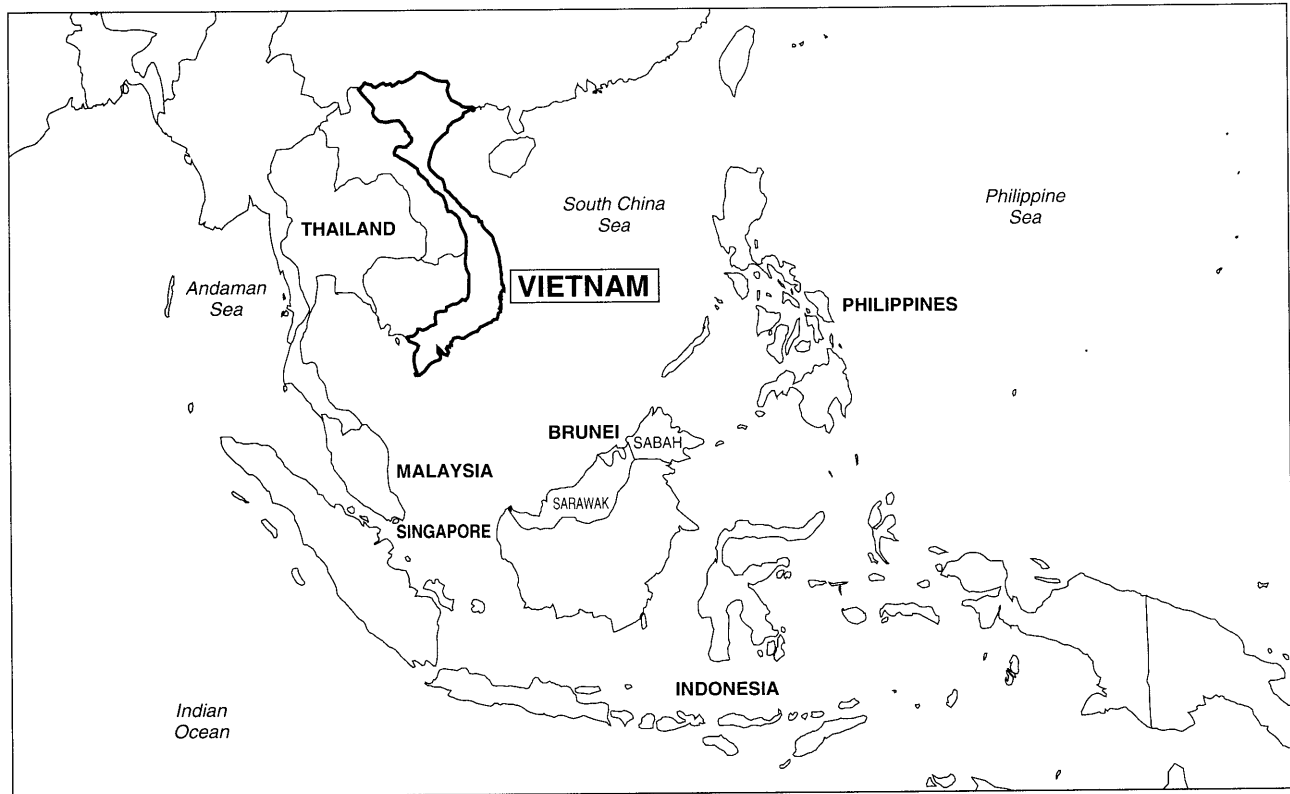 South China
Sea
Philippine
Sea
THAILAND
Andaman
Sea
VIETNAM
PHILIPPINES
BRUNEI
SABAH
MALAYSIA
SARAWAK
SINGAPORE
INDONESIA
Indian
Ocean